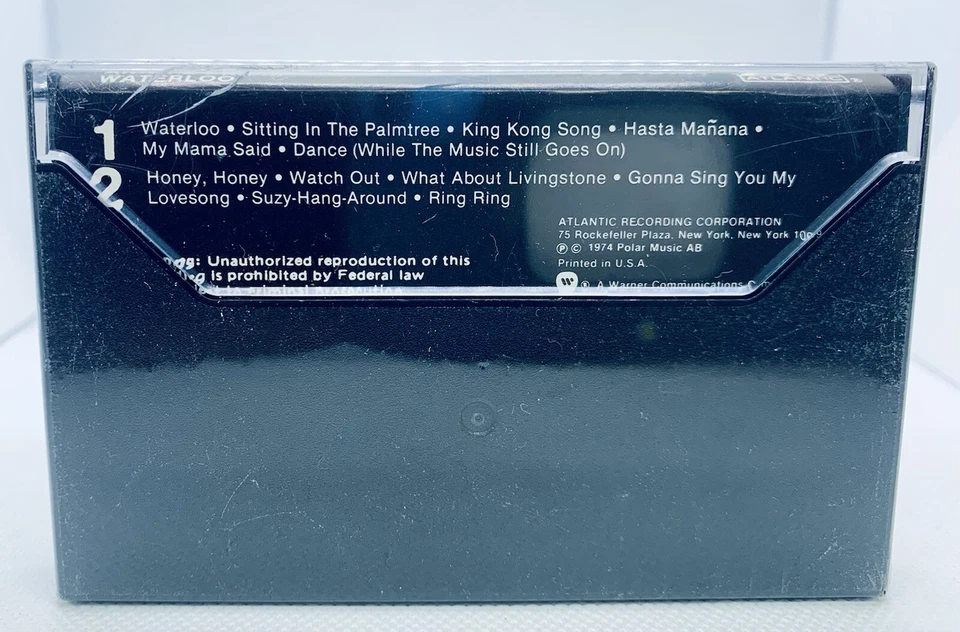 WATERLOO
1 Waterloo • Sitting In The Palmtree • King Kong Song • Hasta Mañana •
My Mama Said • Dance (While The Music Still Goes On)
2 Honey, Honey • Watch Out • What About Livingstone • Gonna Sing You My
Lovesong • Suzy-Hang-Around • Ring Ring
ATLANTIC RECORDING CORPORATION
75 Rockefeller Plaza, New York, New York
℗ © 1974 Polar Music AB
Printed in U.S.A.
Unauthorized reproduction of this
is prohibited by Federal law
to criminal prosecution
A Warner Communications